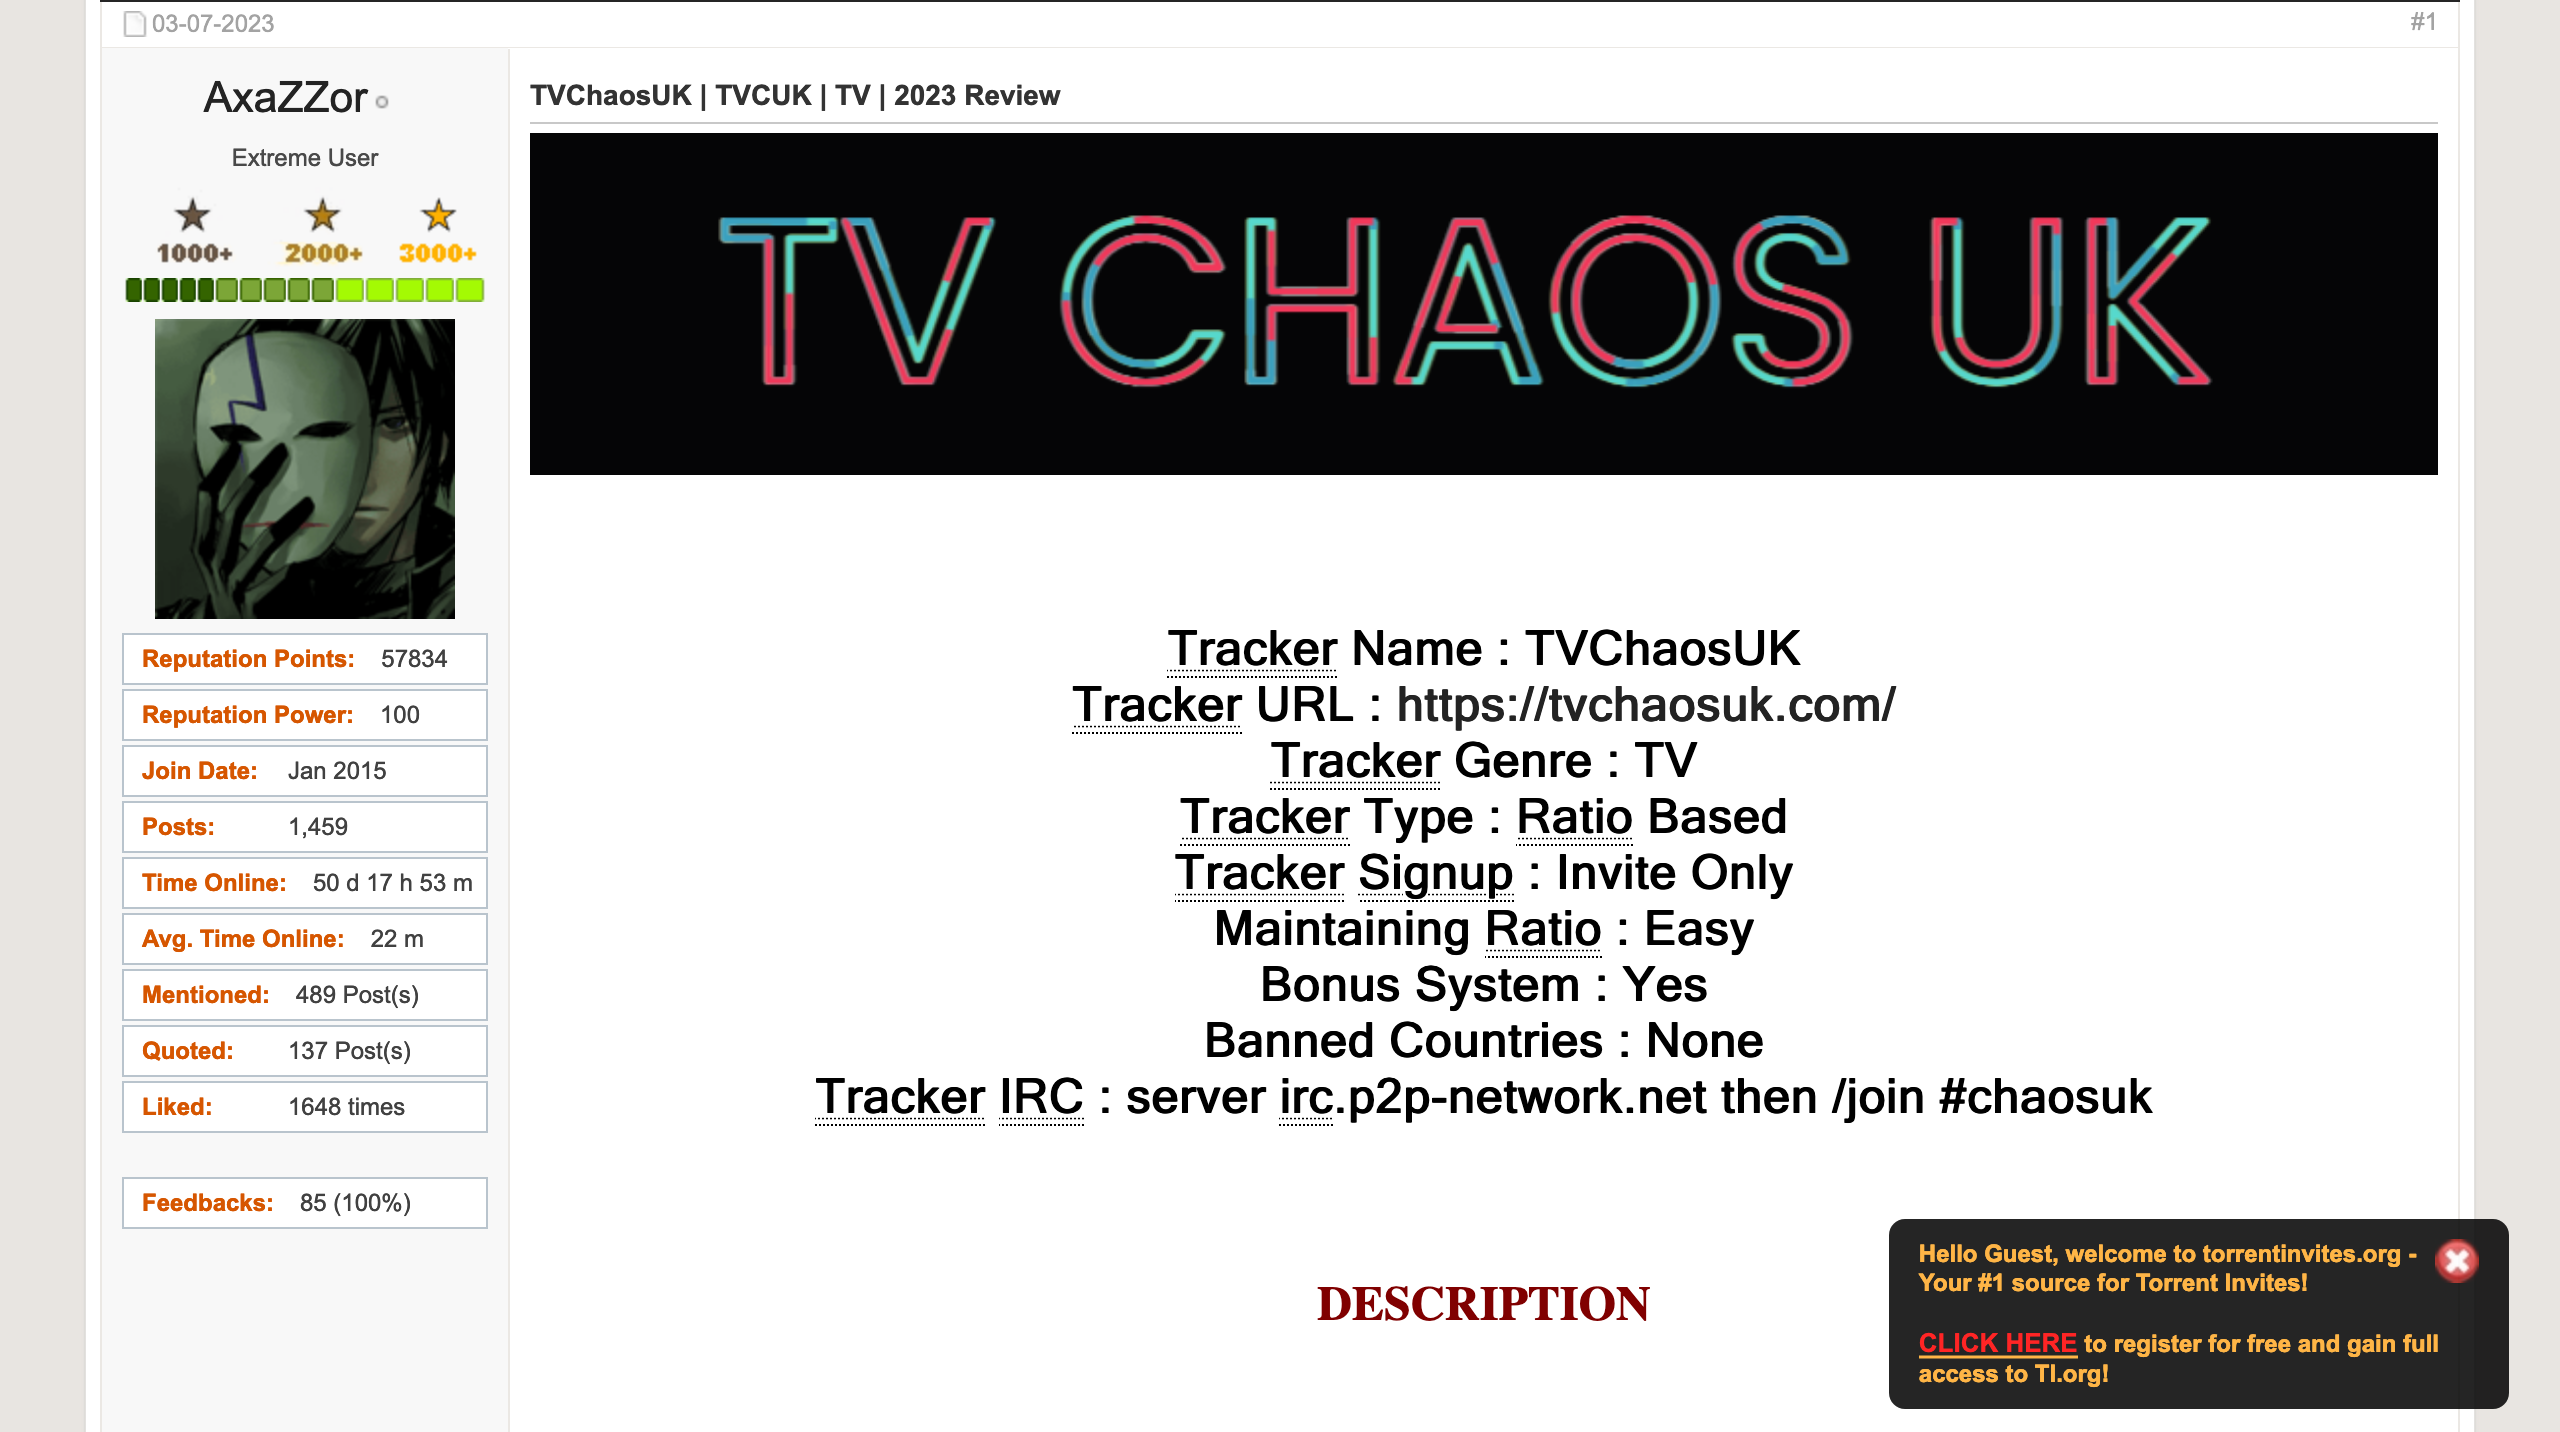 03-07-2023
#1
AxaZZor
Extreme User
1000+ 2000+ 3000+
Reputation Points: 57834
Reputation Power: 100
Join Date: Jan 2015
Posts: 1,459
Time Online: 50 d 17 h 53 m
Avg. Time Online: 22 m
Mentioned: 489 Post(s)
Quoted: 137 Post(s)
Liked: 1648 times
Feedbacks: 85 (100%)
TVChaosUK | TVCUK | TV | 2023 Review
TV CHAOS UK
Tracker Name : TVChaosUK
Tracker URL : https://tvchaosuk.com/
Tracker Genre : TV
Tracker Type : Ratio Based
Tracker Signup : Invite Only
Maintaining Ratio : Easy
Bonus System : Yes
Banned Countries : None
Tracker IRC : server irc.p2p-network.net then /join #chaosuk
DESCRIPTION
Hello Guest, welcome to torrentinvites.org -
Your #1 source for Torrent Invites!
CLICK HERE to register for free and gain full
access to TI.org!